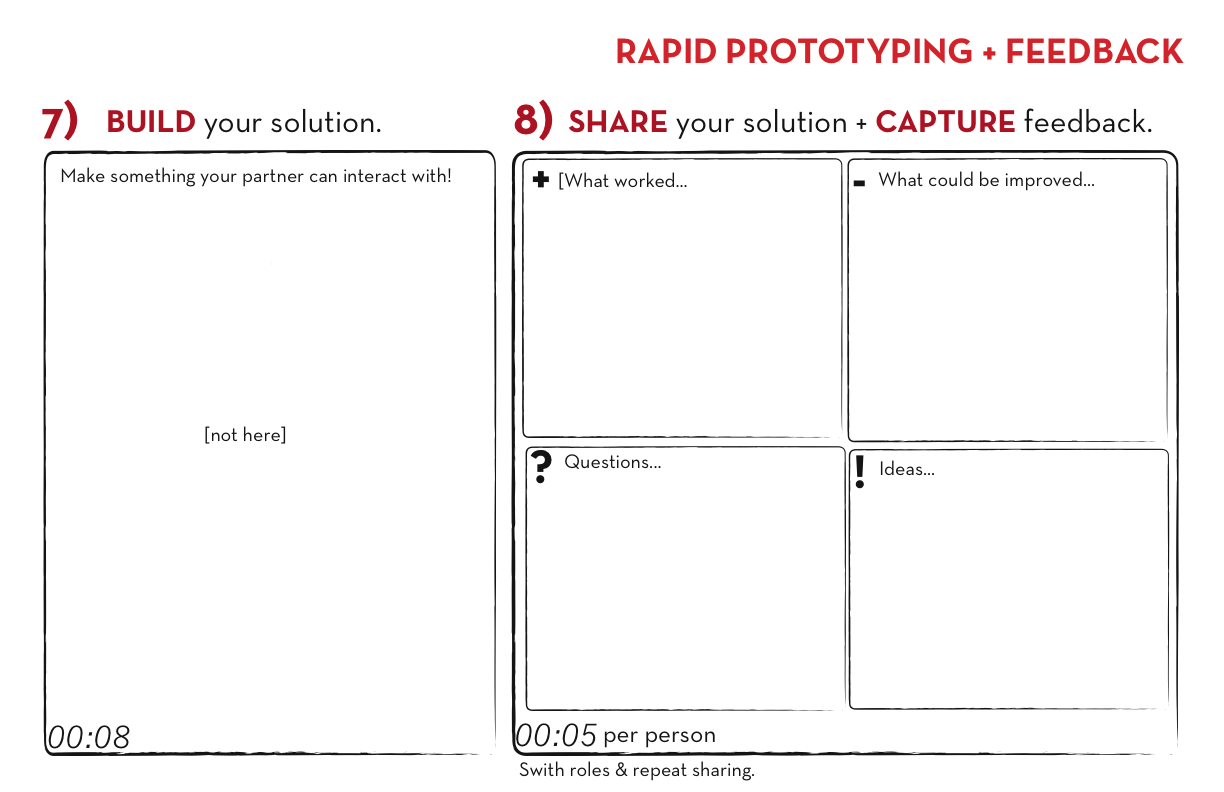 RAPID PROTOTYPING + FEEDBACK
7) BUILD your solution.
Make something your partner can interact with!
[not here]
00:08
8) SHARE your solution + CAPTURE feedback.
+ [What worked...
- What could be improved...
? Questions...
! Ideas...
00:05 per person
Swith roles & repeat sharing.